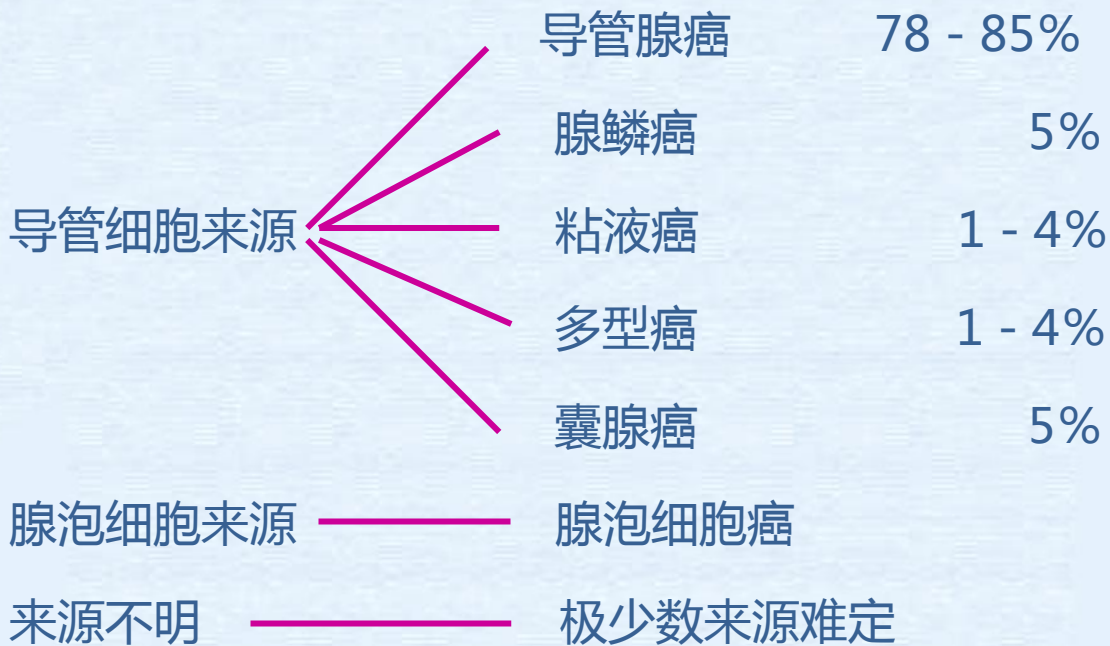 导管腺癌 78 - 85%
腺鳞癌 5%
导管细胞来源 粘液癌 1 - 4%
多型癌 1 - 4%
囊腺癌 5%
腺泡细胞来源 腺泡细胞癌
来源不明 极少数来源难定